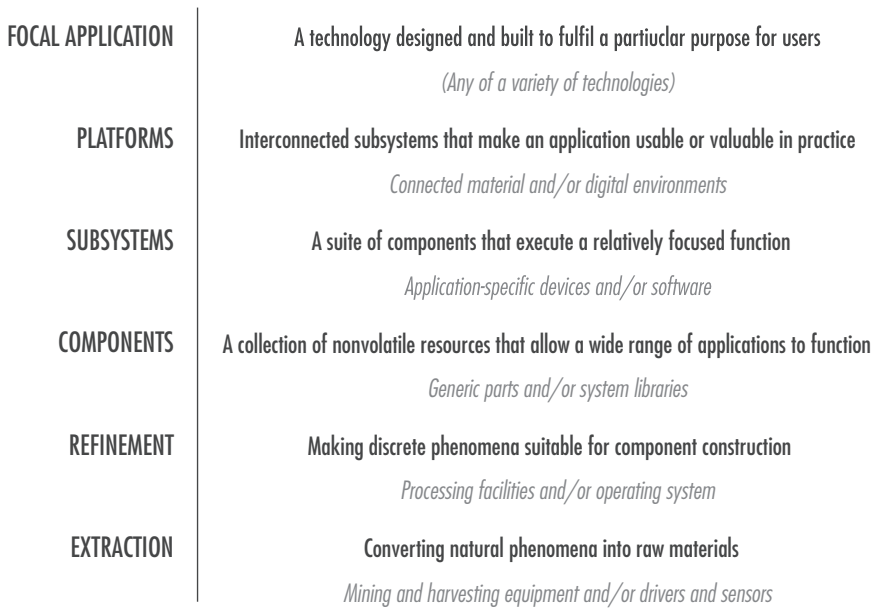 FOCAL APPLICATION A technology designed and built to fulfil a partiuclar purpose for users
(Any of a variety of technologies)
PLATFORMS Interconnected subsystems that make an application usable or valuable in practice
Connected material and/or digital environments
SUBSYSTEMS A suite of components that execute a relatively focused function
Application-specific devices and/or software
COMPONENTS A collection of nonvolatile resources that allow a wide range of applications to function
Generic parts and/or system libraries
REFINEMENT Making discrete phenomena suitable for component construction
Processing facilities and/or operating system
EXTRACTION Converting natural phenomena into raw materials
Mining and harvesting equipment and/or drivers and sensors